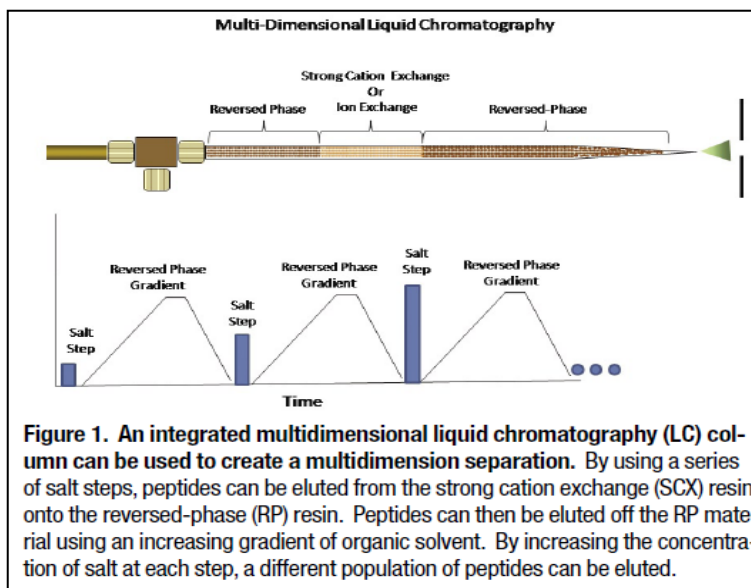 Multi-Dimensional Liquid Chromatography
Strong Cation Exchange
Or
Reversed Phase Ion Exchange Reversed-Phase
Salt
Step
Reversed Phase
Gradient
Salt
Step
Reversed Phase
Gradient
Salt
Step
Reversed Phase
Gradient
Time
Figure 1. An integrated multidimensional liquid chromatography (LC) col-
umn can be used to create a multidimension separation. By using a series
of salt steps, peptides can be eluted from the strong cation exchange (SCX) resin
onto the reversed-phase (RP) resin. Peptides can then be eluted off the RP mate-
rial using an increasing gradient of organic solvent. By increasing the concentra-
tion of salt at each step, a different population of peptides can be eluted.